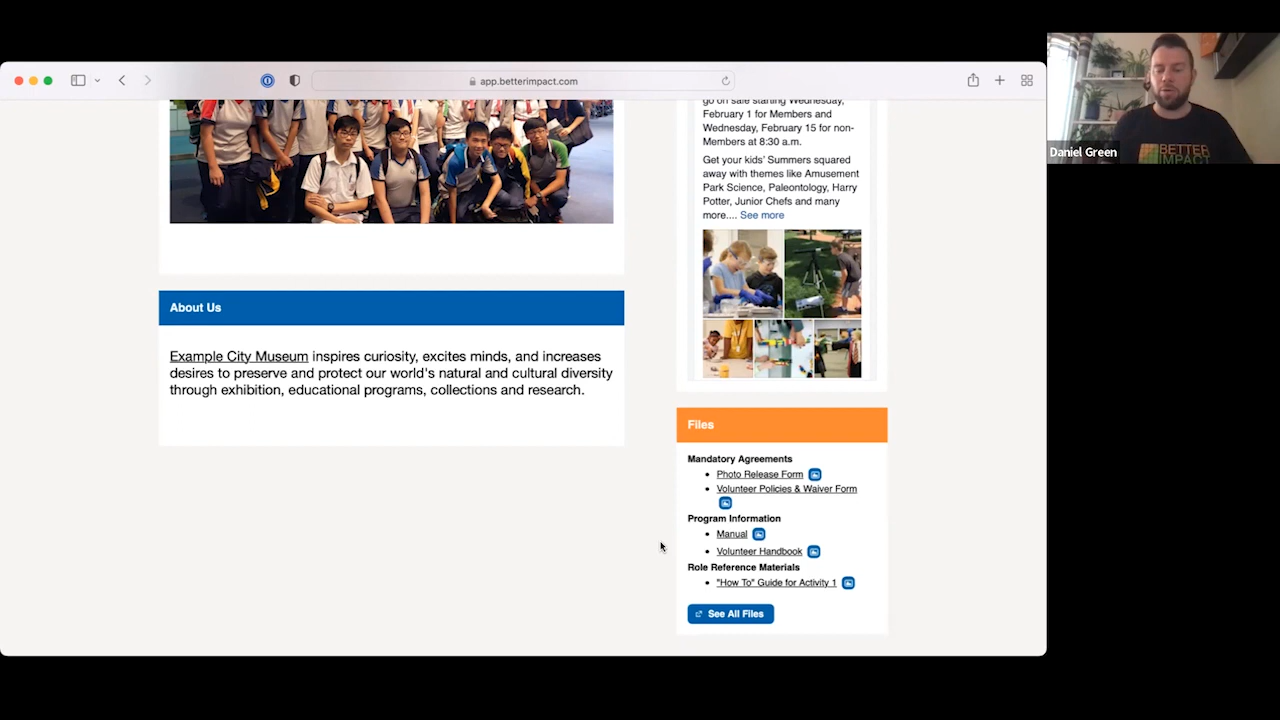 app.betterimpact.com
go on sale starting Wednesday,
February 1 for Members and
Wednesday, February 15 for non-
Members at 8:30 a.m.
Get your kids' Summers squared
away with themes like Amusement
Park Science, Paleontology, Harry
Potter, Junior Chefs and many
more.... See more
About Us
Example City Museum inspires curiosity, excites minds, and increases
desires to preserve and protect our world's natural and cultural diversity
through exhibition, educational programs, collections and research.
Files
Mandatory Agreements
• Photo Release Form
• Volunteer Policies & Waiver Form
Program Information
• Manual
• Volunteer Handbook
Role Reference Materials
• "How To" Guide for Activity 1
See All Files
Daniel Green
BETTER
IMPACT